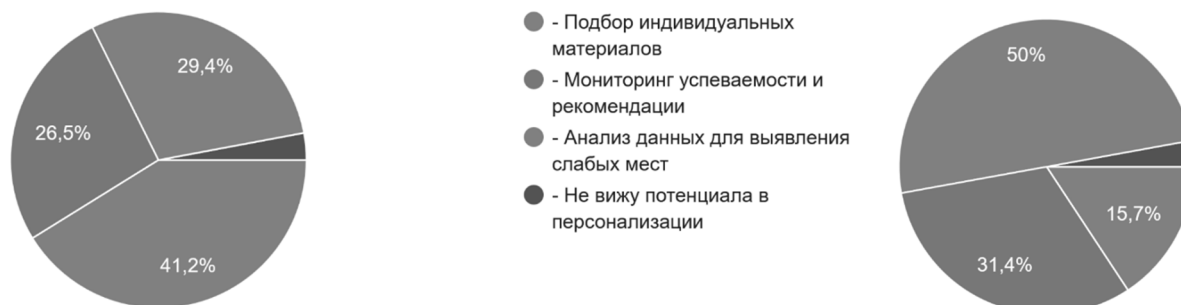 29,4%
26,5%
41,2%
- Подбор индивидуальных
материалов
- Мониторинг успеваемости и
рекомендации
- Анализ данных для выявления
слабых мест
- Не вижу потенциала в
персонализации
50%
15,7%
31,4%